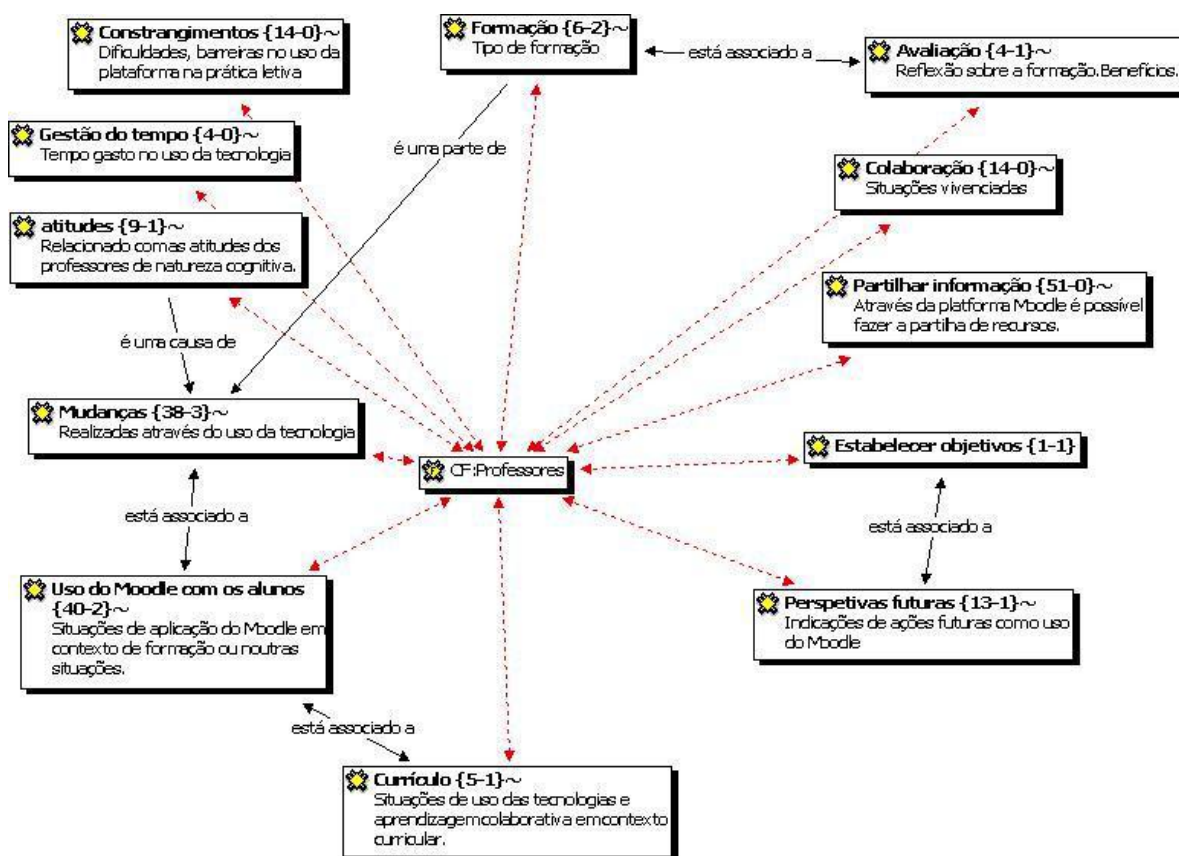 Constrangimentos {14-0}~
Dificuldades, barreiras no uso da
plataforma na prática letiva
Formação {6-2}~
Tipo de formação
está associado a
Avaliação {4-1}~
Reflexão sobre a formação.Benefícios.
Gestão do tempo {4-0}~
Tempo gasto no uso da tecnologia
é uma parte de
Colaboração {14-0}~
Situações vivenciadas
atitudes {9-1}~
Relacionado com as atitudes dos
professores de natureza cognitiva.
Partilhar informação {51-0}~
Através da platforma Moodle é possível
fazer a partilha de recursos.
é uma causa de
Mudanças {38-3}~
Realizadas através do uso da tecnologia
CF:Professores
Estabelecer objetivos {1-1}
está associado a
está associado a
Uso do Moodle com os alunos
{40-2}~
Situações de aplicação do Moodle em
contexto de formação ou noutras
situações.
Perspetivas futuras {13-1}~
Indicações de ações futuras como uso
do Moodle
está associado a
Currículo {5-1}~
Situações de uso das tecnologias e
aprendizagem colaborativa em contexto
curricular.